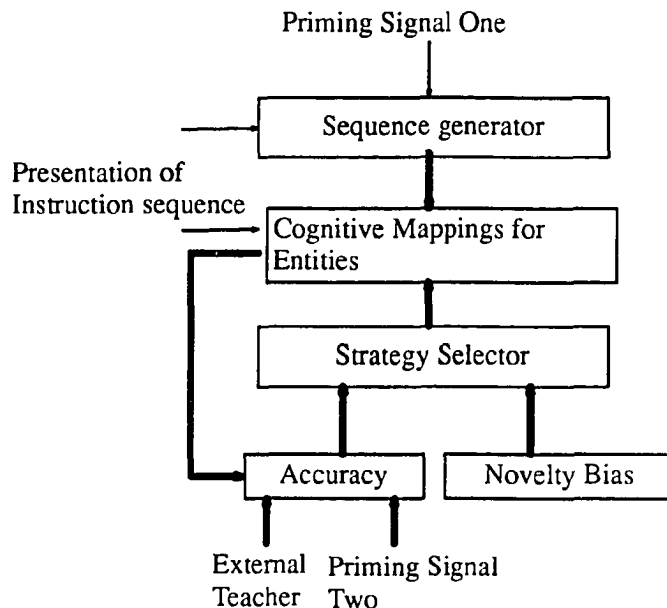 Priming Signal One
Sequence generator
Presentation of
Instruction sequence
Cognitive Mappings for
Entities
Strategy Selector
Accuracy
Novelty Bias
External
Teacher
Priming Signal
Two